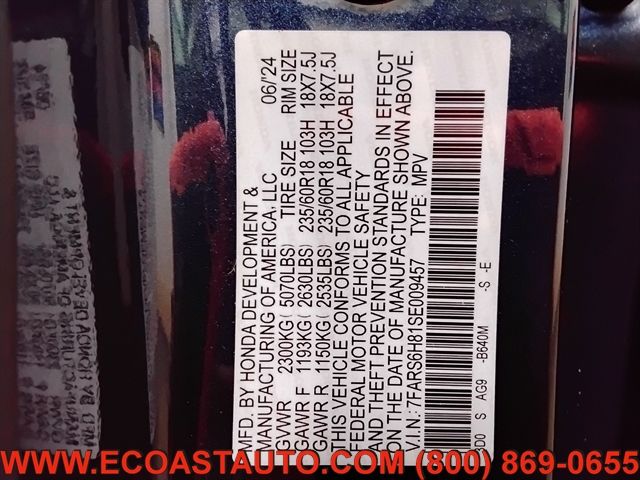 MFD. BY HONDA DEVELOPMENT &
MANUFACTURING OF AMERICA, LLC 06/'24
GVWR 2300KG( 5070LBS) TIRE SIZE RIM SIZE
GAWR F 1193KG( 2630LBS) 235/60R18 103H 18X7.5J
GAWR R 1150KG( 2535LBS) 235/60R18 103H 18X7.5J
THIS VEHICLE CONFORMS TO ALL APPLICABLE
FEDERAL MOTOR VEHICLE SAFETY
AND THEFT PREVENTION STANDARDS IN EFFECT
ON THE DATE OF MANUFACTURE SHOWN ABOVE.
V.I.N.:7FARS6H81SE009457 TYPE: MPV
S AG9 -B640M -S -E
WWW.ECOASTAUTO.COM (800) 869-0655